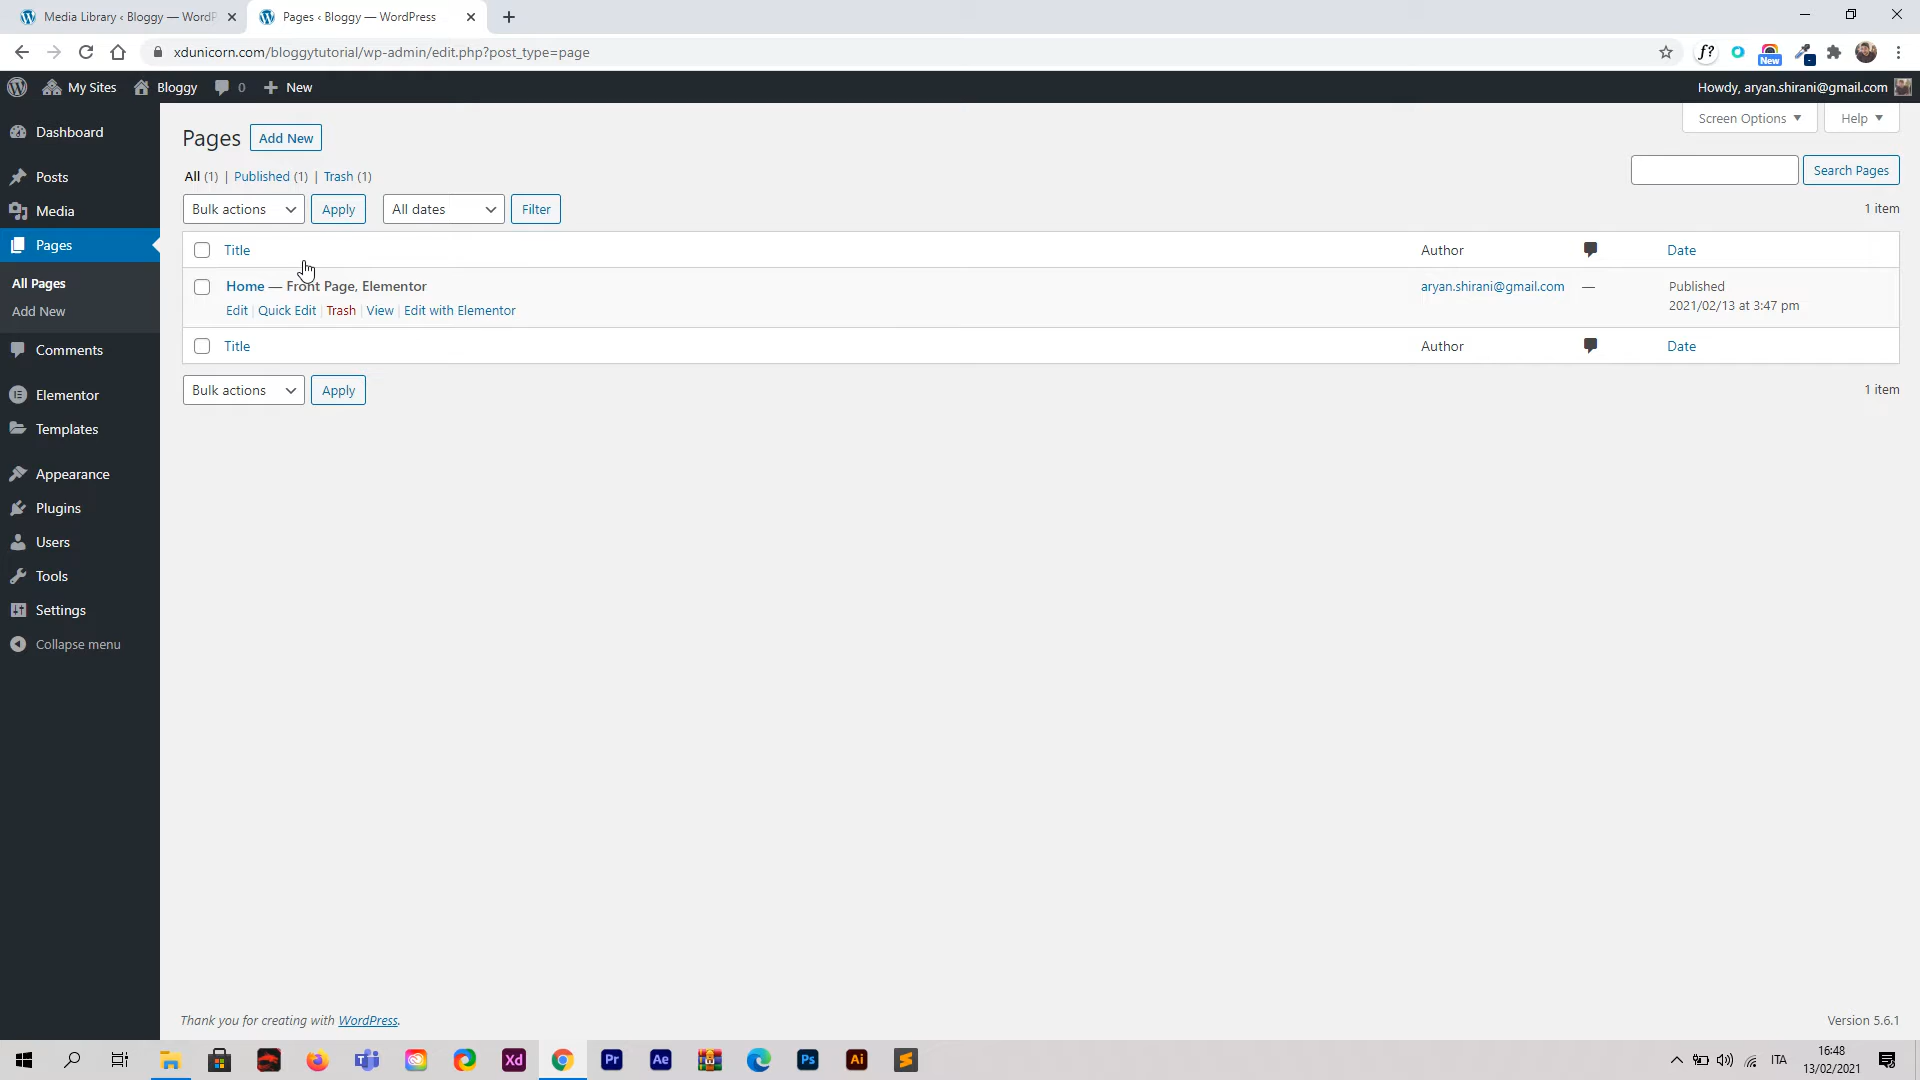 Media Library ‹ Bloggy — WordP
Pages ‹ Bloggy — WordPress
xdunicorn.com/bloggytutorial/wp-admin/edit.php?post_type=page
f?
New
My Sites
Bloggy
0
New
Howdy, aryan.shirani@gmail.com
Dashboard
Posts
Media
Pages
All Pages
Add New
Comments
Elementor
Templates
Appearance
Plugins
Users
Tools
Settings
Collapse menu
Screen Options
Help
Pages
Add New
All (1) | Published (1) | Trash (1)
Search Pages
Bulk actions
Apply
All dates
Filter
1 item
Title
Author
Date
Home — Front Page, Elementor
aryan.shirani@gmail.com
—
Published
2021/02/13 at 3:47 pm
Edit | Quick Edit | Trash | View | Edit with Elementor
Title
Author
Date
Bulk actions
Apply
1 item
Thank you for creating with WordPress.
Version 5.6.1
Xd
Pr
Ae
Ps
Ai
ITA
16:48
13/02/2021